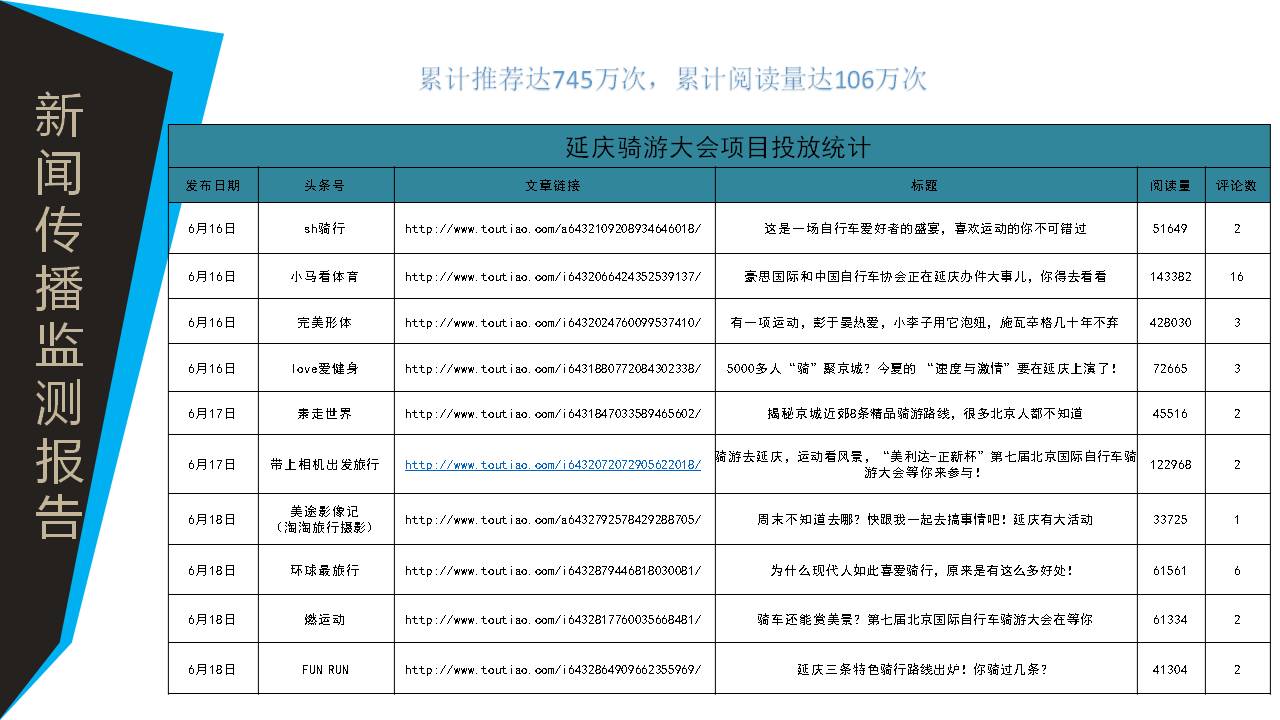 新闻传播监测报告
累计推荐达745万次，累计阅读量达106万次
延庆骑游大会项目投放统计
发布日期 头条号 文章链接 标题 阅读量 评论数
6月16日 sh骑行 http://www.toutiao.com/a6432109208934646018/ 这是一场自行车爱好者的盛宴，喜欢运动的你不可错过 51649 2
6月16日 小马看体育 http://www.toutiao.com/i6432066424352539137/ 豪思国际和中国自行车协会正在延庆办件大事儿，你得去看看 143382 16
6月16日 完美形体 http://www.toutiao.com/i6432024760099537410/ 有一项运动，彭于晏热爱，小李子用它泡妞，施瓦辛格几十年不弃 428030 3
6月16日 love爱健身 http://www.toutiao.com/i6431880772084302338/ 5000多人“骑”聚京城？今夏的 “速度与激情”要在延庆上演了！ 72665 3
6月17日 素走世界 http://www.toutiao.com/i6431847033589465602/ 揭秘京城近郊8条精品骑游路线，很多北京人都不知道 45516 2
6月17日 带上相机出发旅行 http://www.toutiao.com/i6432072072905622018/ 骑游去延庆，运动看风景，“美利达-正新杯”第七届北京国际自行车骑
游大会等你来参与！ 122968 2
6月18日 美途影像记
（淘淘旅行摄影） http://www.toutiao.com/a6432792578429288705/ 周末不知道去哪？快跟我一起去搞事情吧！延庆有大活动 33725 1
6月18日 环球最旅行 http://www.toutiao.com/i6432879446818030081/ 为什么现代人如此喜爱骑行，原来是有这么多好处！ 61561 6
6月18日 燃运动 http://www.toutiao.com/i6432817760035668481/ 骑车还能赏美景？第七届北京国际自行车骑游大会在等你 61334 2
6月18日 FUN RUN http://www.toutiao.com/i6432864909662355969/ 延庆三条特色骑行路线出炉！你骑过几条？ 41304 2